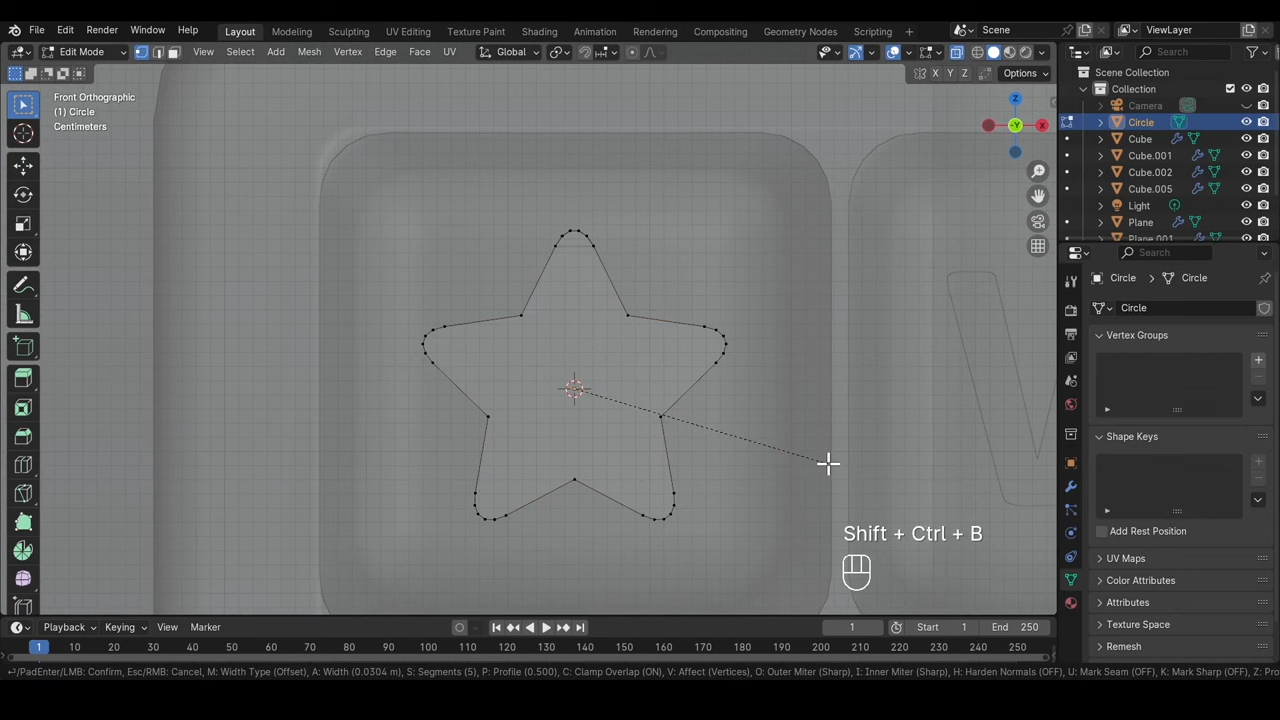 File Edit Render Window Help Layout Modeling Sculpting UV Editing Texture Paint Shading Animation Rendering Compositing Geometry Nodes Scripting Scene ViewLayer
Edit Mode View Select Add Mesh Vertex Edge Face UV Global Search
X Y Z Options
Scene Collection
Collection
Camera
Circle
Cube
Cube.001
Cube.002
Cube.005
Light
Plane
Plane.001
Front Orthographic
(1) Circle
Centimeters
Z
-Y
X
Search
Circle Circle
Circle
Vertex Groups
Shape Keys
Add Rest Position
UV Maps
Color Attributes
Attributes
Texture Space
Remesh
Shift + Ctrl + B
Playback Keying View Marker 1 Start 1 End 250
1 10 20 30 40 50 60 70 80 90 100 110 120 130 140 150 160 170 180 190 200 210 220 230 240 250
/PadEnter/LMB: Confirm, Esc/RMB: Cancel, M: Width Type (Offset), A: Width (0.0304 m), S: Segments (5), P: Profile (0.500), C: Clamp Overlap (ON), V: Affect (Vertices), O: Outer Miter (Sharp), I: Inner Miter (Sharp), H: Harden Normals (OFF), U: Mark Seam (OFF), K: Mark Sharp (OFF), Z: Pro